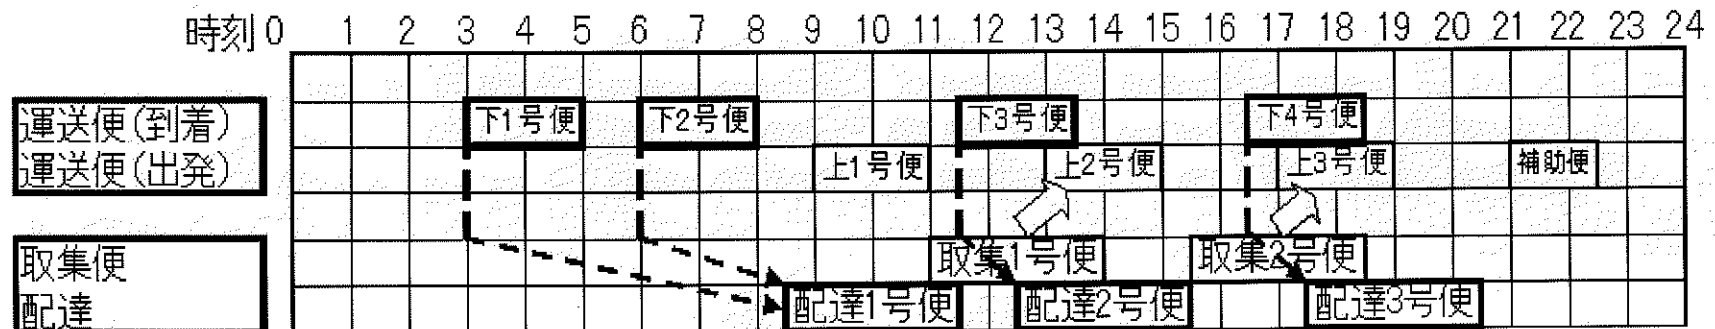 時刻 0 1 2 3 4 5 6 7 8 9 10 11 12 13 14 15 16 17 18 19 20 21 22 23 24
運送便(到着) 下1号便 下2号便 下3号便 下4号便
運送便(出発) 上1号便 上2号便 上3号便 補助便
取集便 取集1号便 取集2号便
配達 配達1号便 配達2号便 配達3号便